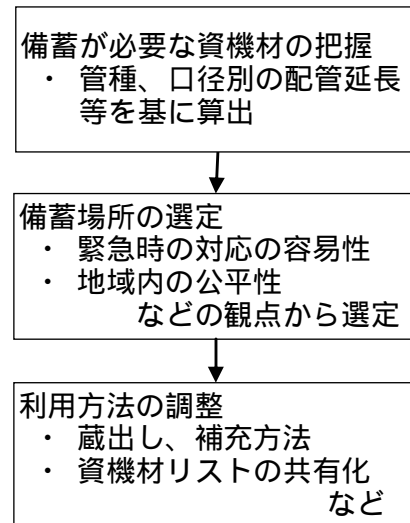 備蓄が必要な資機材の把握
・ 管種、口径別の配管延長
等を基に算出
備蓄場所の選定
・ 緊急時の対応の容易性
・ 地域内の公平性
などの観点から選定
利用方法の調整
・ 蔵出し、補充方法
・ 資機材リストの共有化
など